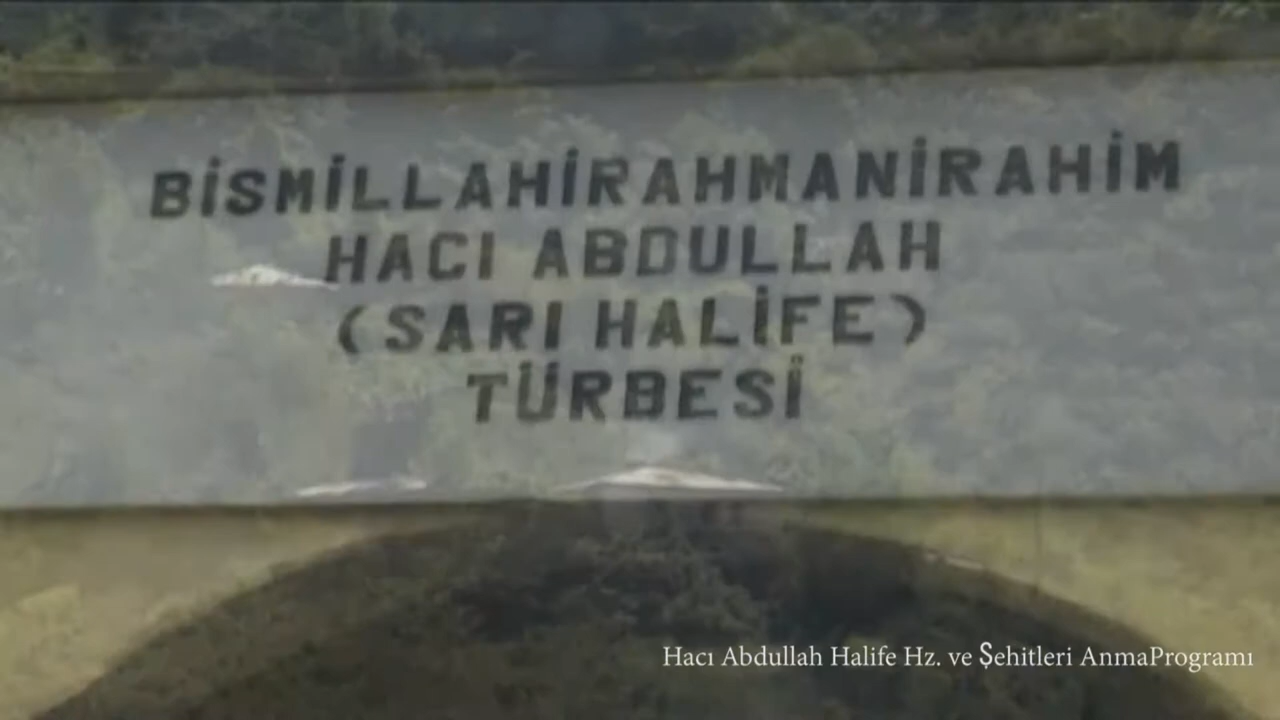 BİSMİLLAHİRAHMANİRAHİM
HACI ABDULLAH
(SARI HALİFE)
TÜRBESİ
Hacı Abdullah Halife Hz. ve Şehitleri AnmaProgramı